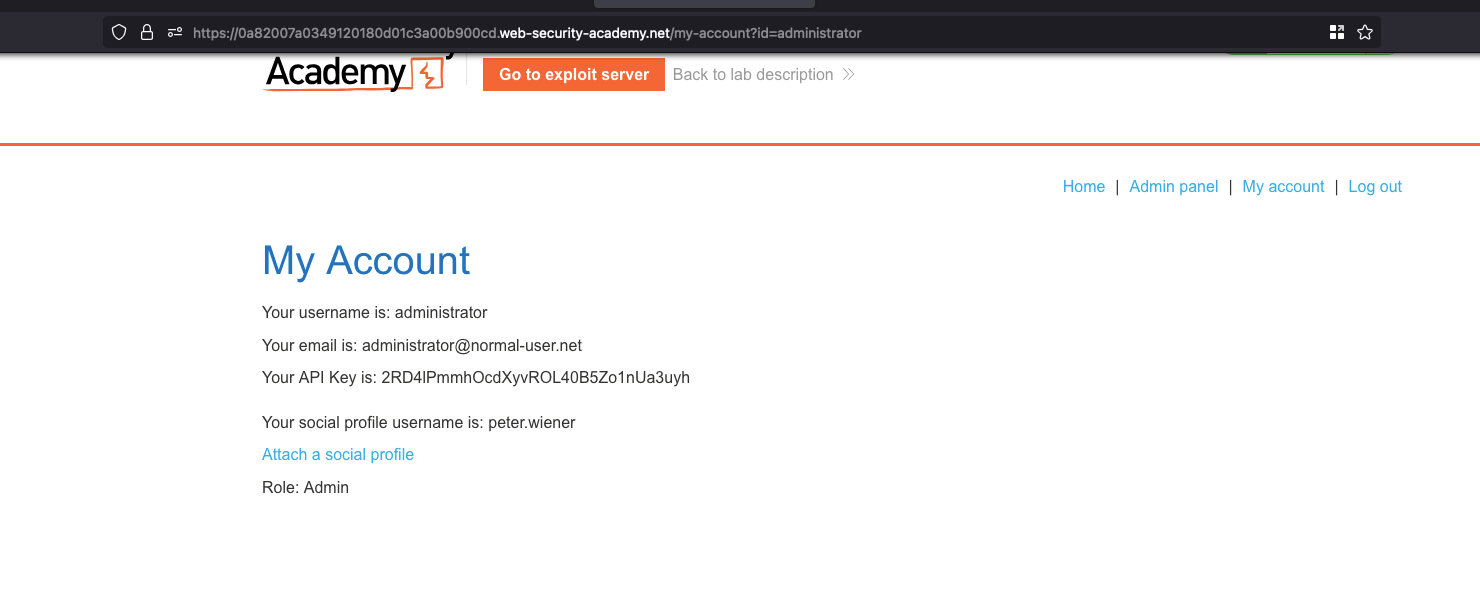 https://0a82007a0349120180d01c3a00b900cd.web-security-academy.net/my-account?id=administrator
Academy
Go to exploit server
Back to lab description
Home | Admin panel | My account | Log out
My Account
Your username is: administrator
Your email is: administrator@normal-user.net
Your API Key is: 2RD4lPmmhOcdXyvROL40B5Zo1nUa3uyh
Your social profile username is: peter.wiener
Attach a social profile
Role: Admin